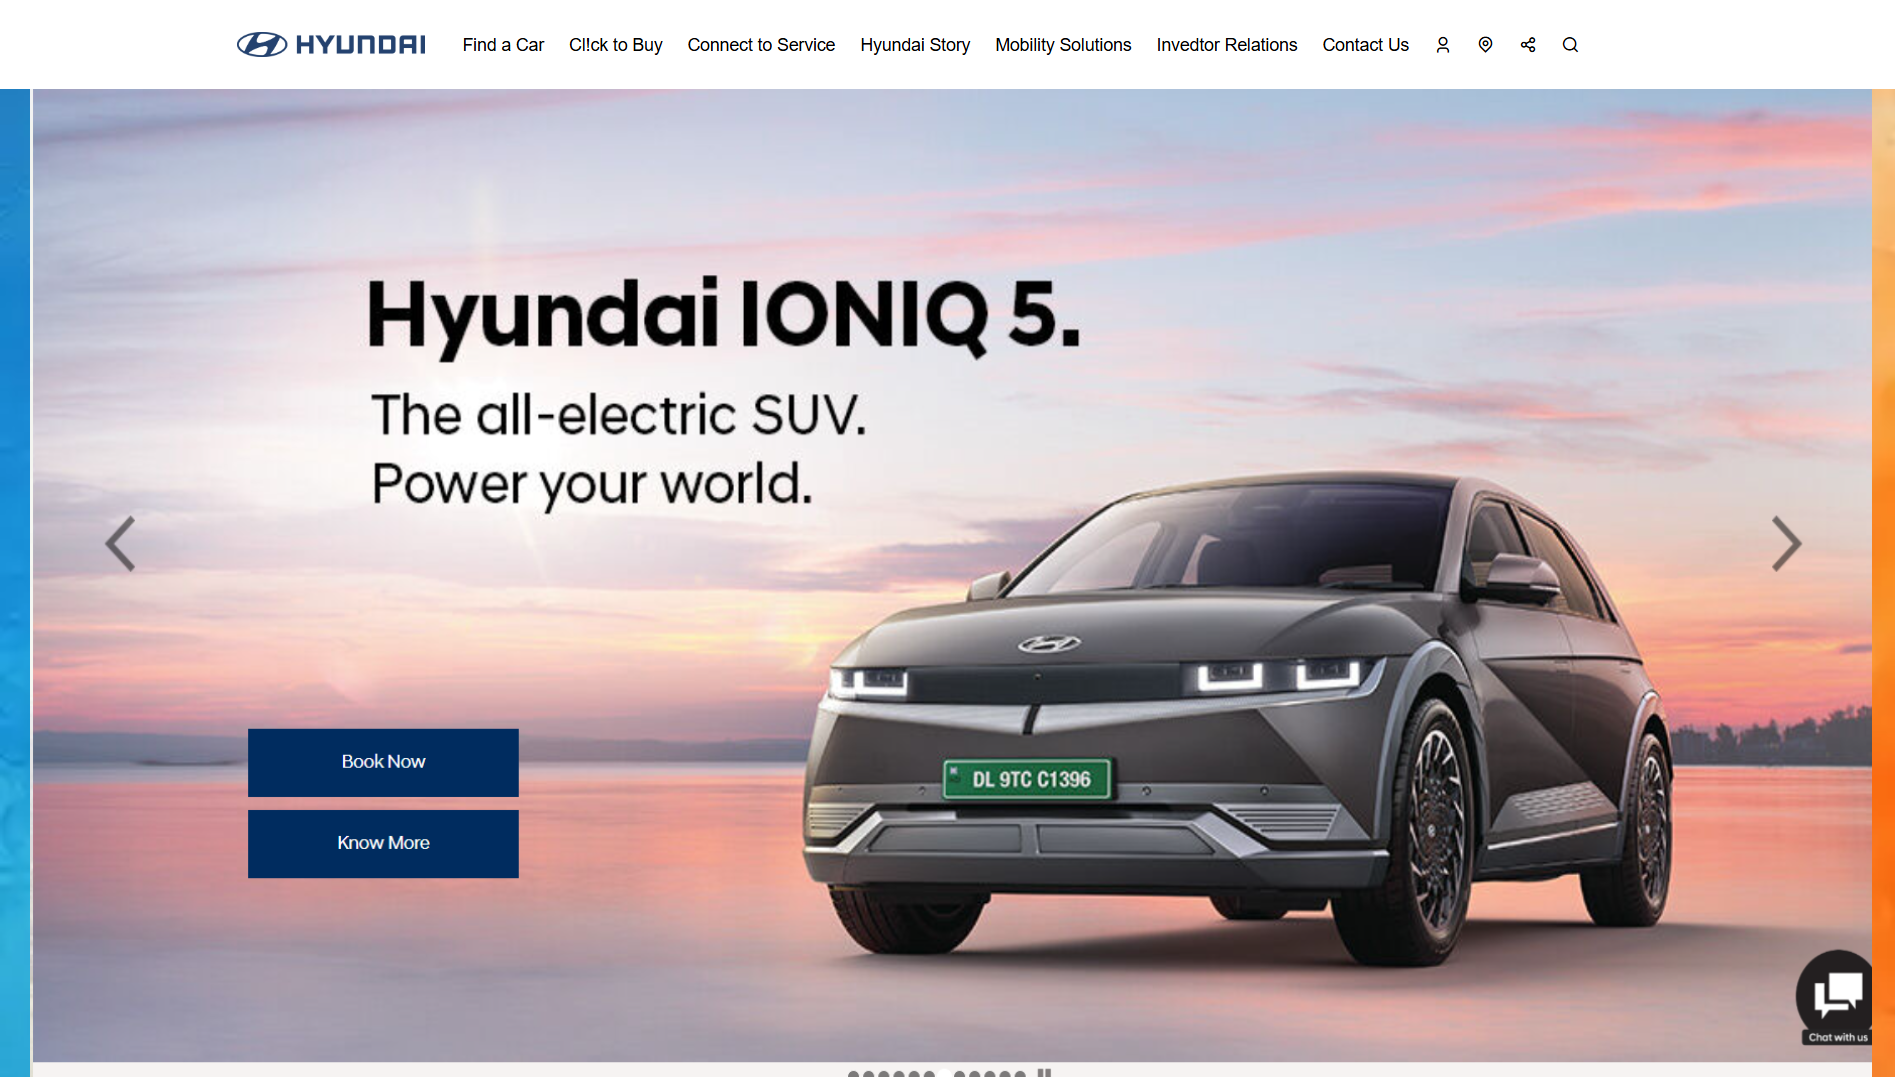 HYUNDAI
Find a Car
Cl!ck to Buy
Connect to Service
Hyundai Story
Mobility Solutions
Invedtor Relations
Contact Us
Hyundai IONIQ 5.
The all-electric SUV.
Power your world.
Book Now
Know More
DL 9TC C1396
Chat with us